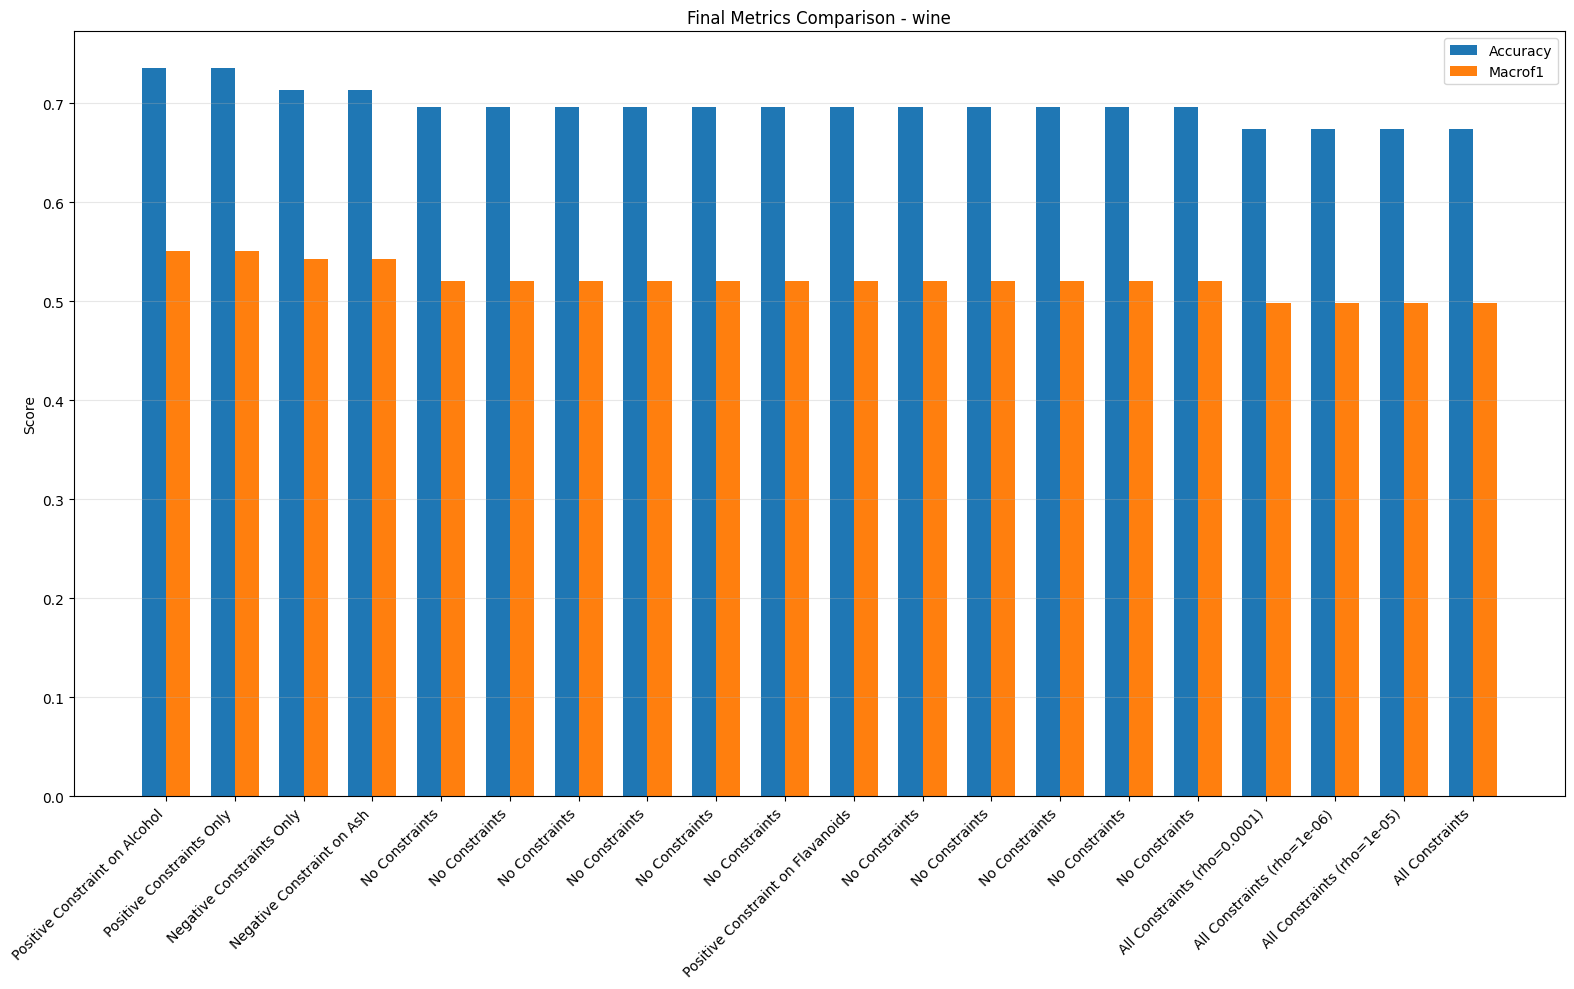 Final Metrics Comparison - wine
Accuracy
Macrof1
Score
0.7
0.6
0.5
0.4
0.3
0.2
0.1
0.0
Positive Constraint on Alcohol
Positive Constraints Only
Negative Constraints Only
Negative Constraint on Ash
No Constraints
No Constraints
No Constraints
No Constraints
No Constraints
No Constraints
Positive Constraint on Flavanoids
No Constraints
No Constraints
No Constraints
No Constraints
No Constraints
All Constraints (rho=0.0001)
All Constraints (rho=1e-06)
All Constraints (rho=1e-05)
All Constraints